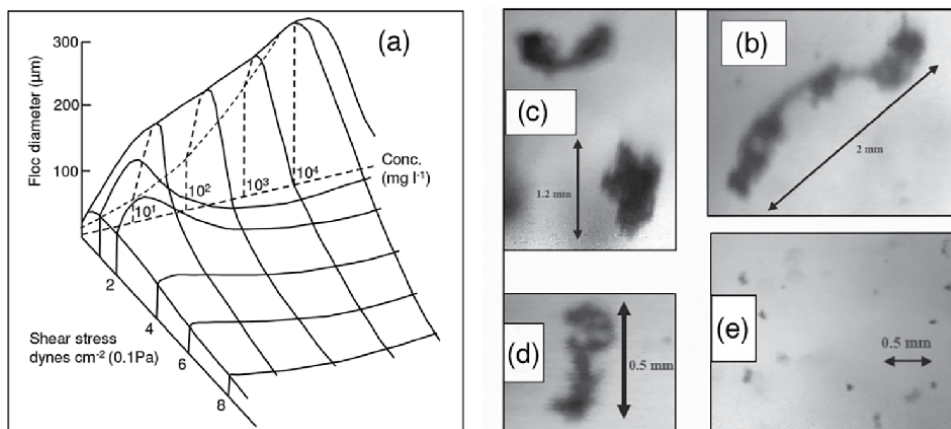 (a)
Floc diameter (µm)
300
200
100
Conc.
(mg l⁻¹)
10¹
10²
10³
10⁴
2
4
6
8
Shear stress
dynes cm⁻² (0.1Pa)
(c)
1.2 mm
(b)
2 mm
(d)
0.5 mm
(e)
0.5 mm